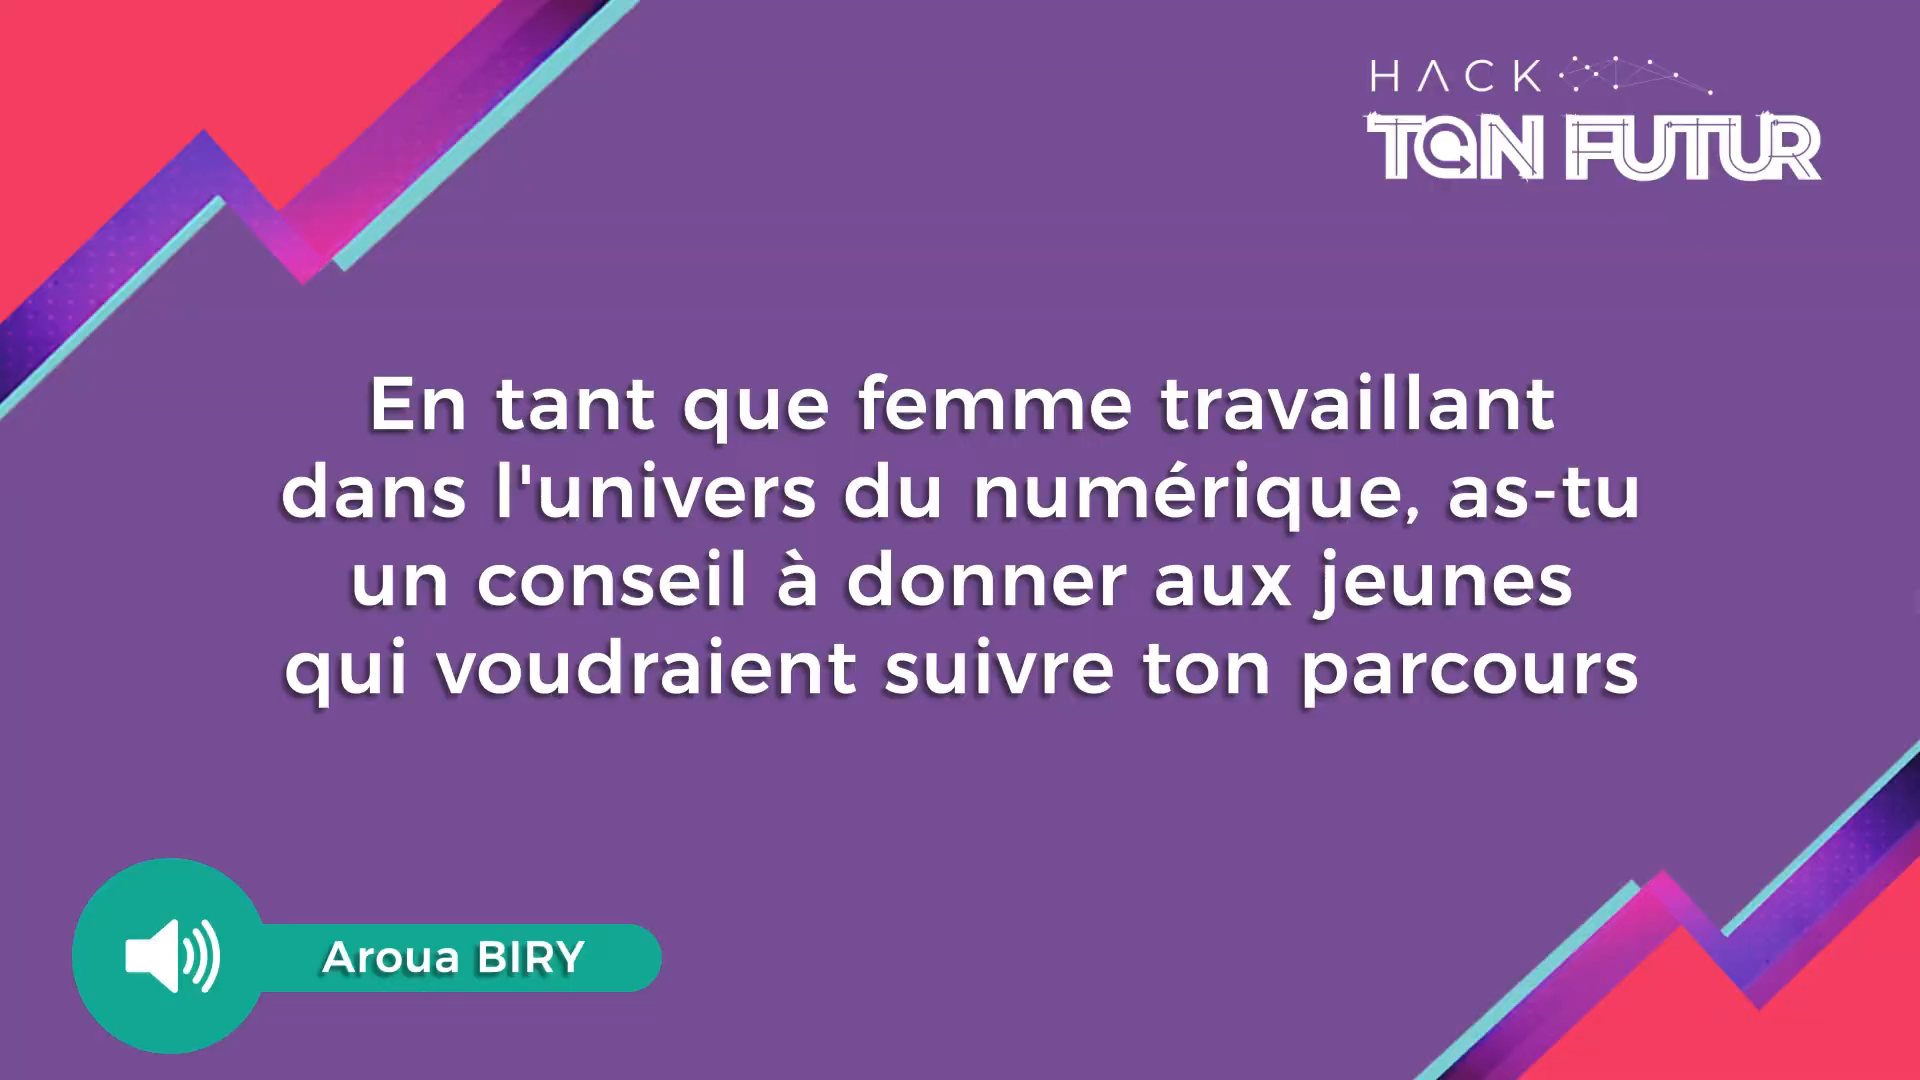 HACK
TON FUTUR
En tant que femme travaillant
dans l'univers du numérique, as-tu
un conseil à donner aux jeunes
qui voudraient suivre ton parcours
Aroua BIRY